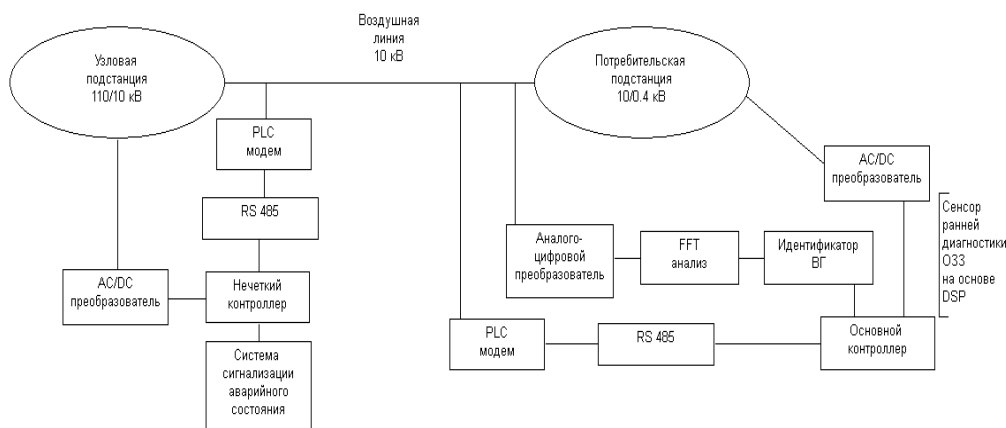 Узловая
подстанция
110/10 кВ
Воздушная
линия
10 кВ
Потребительская
подстанция
10/0.4 кВ
PLC
модем
RS 485
AC/DC
преобразователь
Нечеткий
контроллер
Система
сигнализации
аварийного
состояния
AC/DC
преобразователь
Аналого-
цифровой
преобразователь
FFT
анализ
Идентификатор
ВГ
PLC
модем
RS 485
Основной
контроллер
Сенсор
ранней
диагностики
ОЗЗ
на основе
DSP